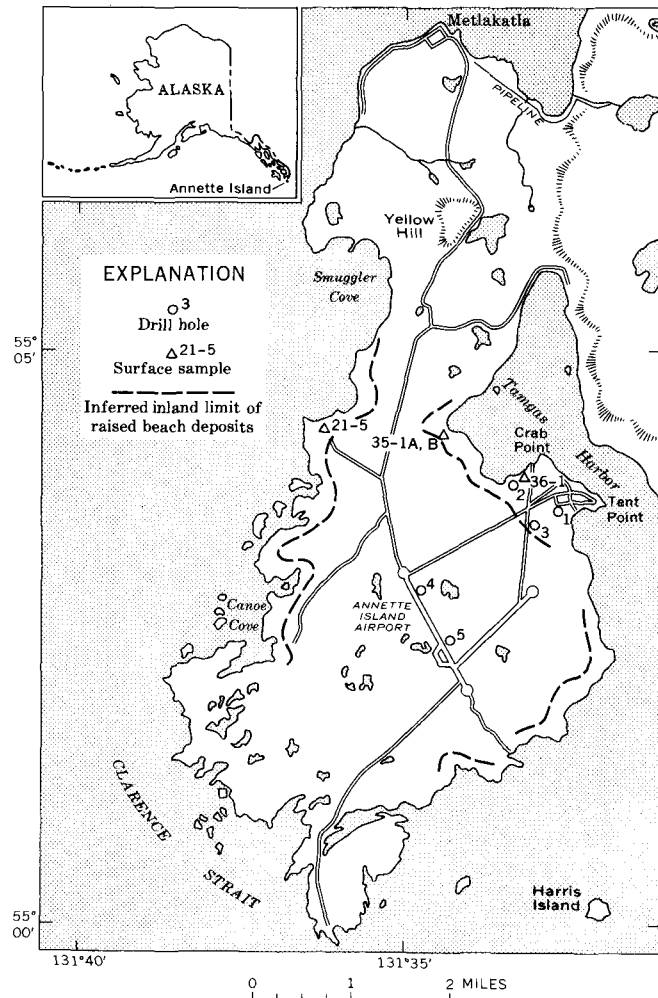 Metlakatla
ALASKA
PIPELINE
Annette Island
Yellow
Hill
EXPLANATION
3
Drill hole
21-5
Surface sample
Inferred inland limit of
raised beach deposits
Smuggler
Cove
55°
05'
Tamgas
Harbor
21-5
35-1A, B
Crab
Point
36-1
2
1
Tent
Point
3
4
ANNETTE
ISLAND
AIRPORT
5
Canoe
Cove
CLARENCE
STRAIT
Harris
Island
55°
00'
131°40'
131°35'
0 1 2 MILES